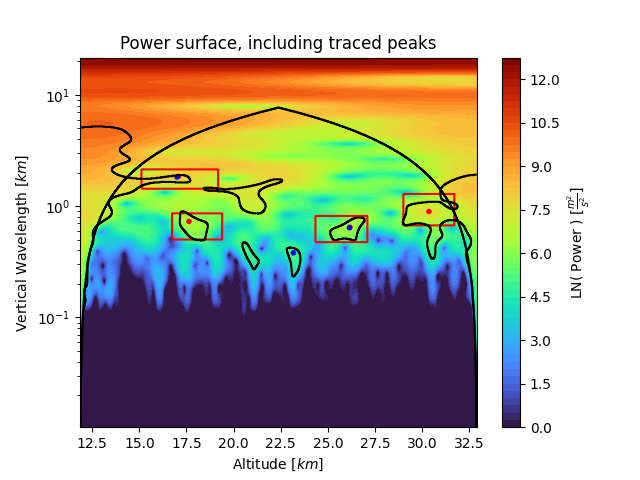 Power surface, including traced peaks
Vertical Wavelength [km]
10¹
10⁰
10⁻¹
12.5 15.0 17.5 20.0 22.5 25.0 27.5 30.0 32.5
Altitude [km]
12.0
10.5
9.0
7.5
6.0
4.5
3.0
1.5
0.0
LN( Power ) [m²/s²]